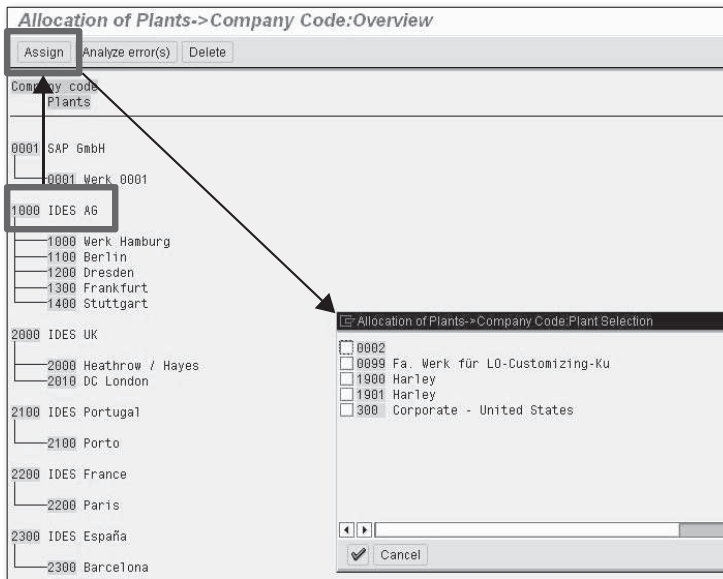 Allocation of Plants->Company Code:Overview
Assign Analyze error(s) Delete
Company code
Plants
0001 SAP GmbH
0001 Werk 0001
1000 IDES AG
1000 Werk Hamburg
1100 Berlin
1200 Dresden
1300 Frankfurt
1400 Stuttgart
2000 IDES UK
2000 Heathrow / Hayes
2010 DC London
2100 IDES Portugal
2100 Porto
2200 IDES France
2200 Paris
2300 IDES España
2300 Barcelona
Allocation of Plants->Company Code:Plant Selection
0002
0099 Fa. Werk für LO-Customizing-Ku
1900 Harley
1901 Harley
300 Corporate - United States
Cancel